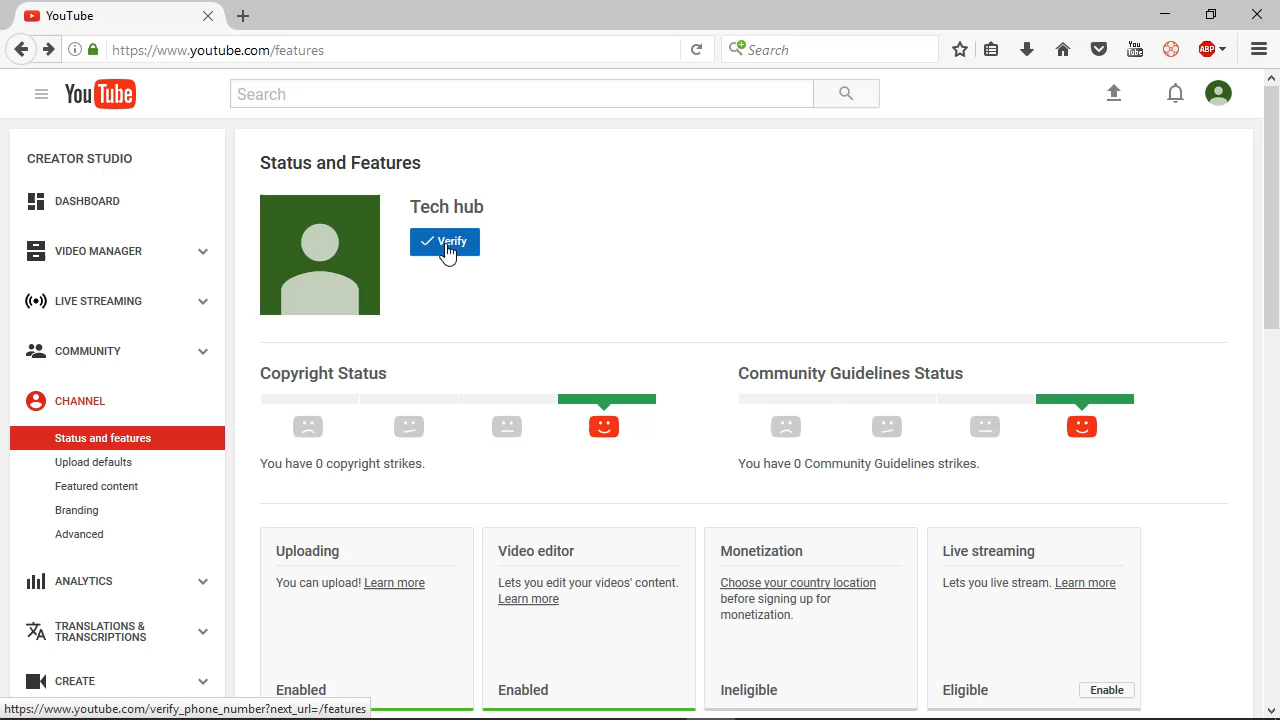 YouTube
https://www.youtube.com/features
Search
You
Tube
ABP
YouTube
Search
CREATOR STUDIO
DASHBOARD
VIDEO MANAGER
LIVE STREAMING
COMMUNITY
CHANNEL
Status and features
Upload defaults
Featured content
Branding
Advanced
ANALYTICS
TRANSLATIONS &
TRANSCRIPTIONS
CREATE
Status and Features
Tech hub
Verify
Copyright Status
You have 0 copyright strikes.
Community Guidelines Status
You have 0 Community Guidelines strikes.
Uploading
You can upload! Learn more
Enabled
Video editor
Lets you edit your videos' content.
Learn more
Enabled
Monetization
Choose your country location
before signing up for
monetization.
Ineligible
Live streaming
Lets you live stream. Learn more
Eligible
Enable
https://www.youtube.com/verify_phone_number?next_url=/features